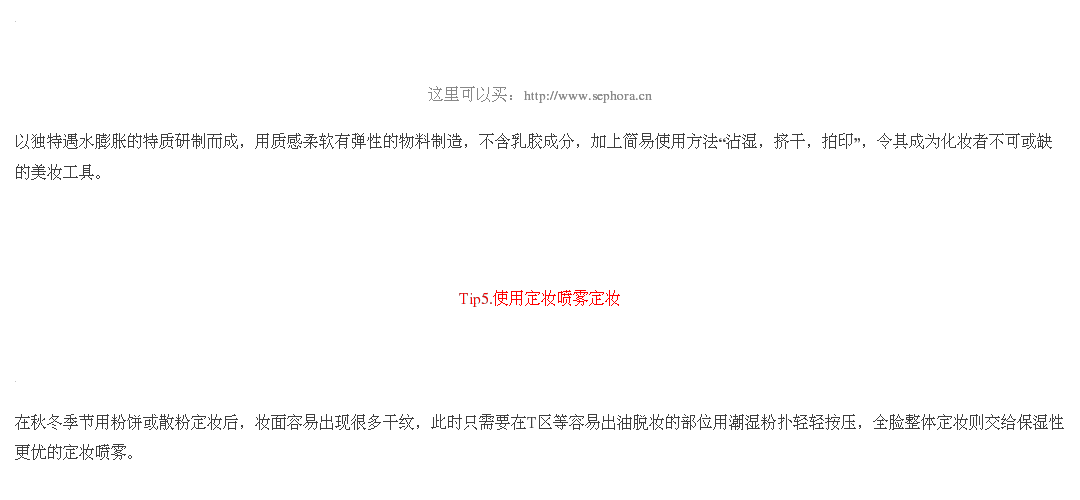 这里可以买：http://www.sephora.cn
以独特遇水膨胀的特质研制而成，用质感柔软有弹性的物料制造，不含乳胶成分，加上简易使用方法“沾湿，挤干，拍印”，令其成为化妆者不可或缺
的美妆工具。
Tip5.使用定妆喷雾定妆
在秋冬季节用粉饼或散粉定妆后，妆面容易出现很多干纹，此时只需要在T区等容易出油脱妆的部位用潮湿粉扑轻轻按压，全脸整体定妆则交给保湿性
更优的定妆喷雾。